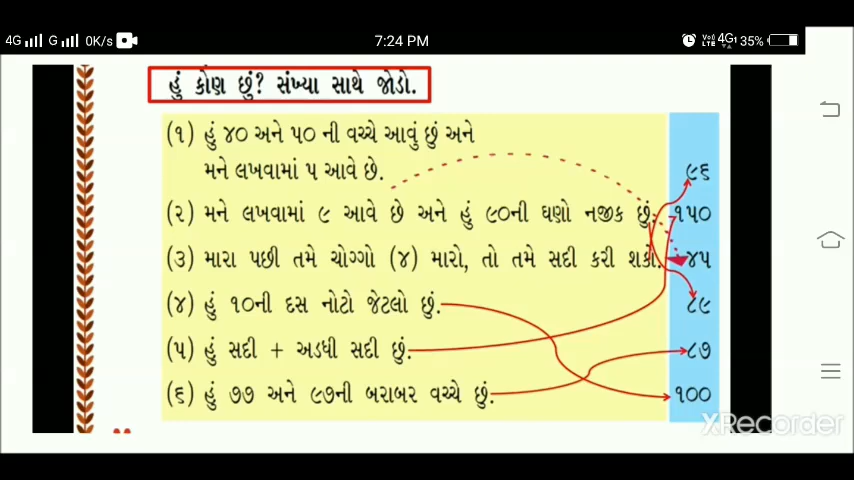 4G G 0K/s 7:24 PM VoJ LTE 4G 35%
હું કોણ છું? સંખ્યા સાથે જોડો.
(૧) હું ૪૦ અને ૫૦ ની વચ્ચે આવું છું અને
મને લખવામાં ૫ આવે છે. ૯૬
(૨) મને લખવામાં ૯ આવે છે અને હું ૯૦ની ઘણો નજીક છું. ૧૫૦
(૩) મારા પછી તમે ચોગ્ગો (૪) મારો, તો તમે સદી કરી શકો. ૪૫
(૪) હું ૧૦ની દસ નોટો જેટલો છું. ૮૯
(૫) હું સદી + અડધી સદી છું. ૮૭
(૬) હું ૭૭ અને ૯૭ની બરાબર વચ્ચે છું. ૧૦૦
XRecorder